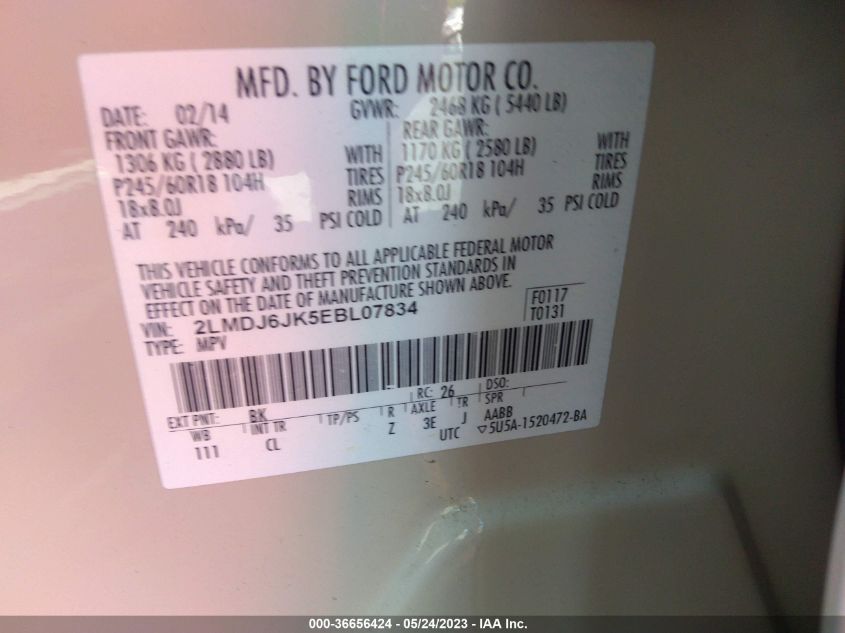 MFD. BY FORD MOTOR CO.
DATE: 02/14 GVWR: 2468 KG ( 5440 LB)
FRONT GAWR: REAR GAWR:
1306 KG ( 2880 LB) WITH 1170 KG ( 2580 LB) WITH
P245/60R18 104H TIRES P245/60R18 104H TIRES
18x8.0J RIMS 18x8.0J RIMS
AT 240 kPa/ 35 PSI COLD AT 240 kPa/ 35 PSI COLD
THIS VEHICLE CONFORMS TO ALL APPLICABLE FEDERAL MOTOR
VEHICLE SAFETY AND THEFT PREVENTION STANDARDS IN
EFFECT ON THE DATE OF MANUFACTURE SHOWN ABOVE.
VIN: 2LMDJ6JK5EBL07834 F0117
TYPE: MPV T0131
EXT PNT: BK RC: 26 DSO:
WB INT TR TP/PS R AXLE TR SPR
111 CL Z 3E J AABB
UTC ▽5U5A-1520472-BA
000-36656424 - 05/24/2023 - IAA Inc.